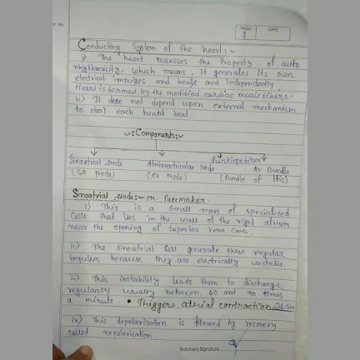 PAGE
DATE
Conducting System of the heart :-
i) The heart possesses the Property of auto
rhythmicity, which means, it generates its own
electrical impulses and beats independently
Heart is formed by the modified cardiac muscle fibers.
ii) It does not depend upon external mechanism
to start each heart beat.
Components
Sinoatrial Node Atrioventricular Node Purkinje fibres AV Bundle
(SA Node) (AV Node) (Bundle of His)
Sinoatrial Node:- or Pacemaker
i) This is a small mass of specialized
cells that lies in the wall of the right atrium
near the opening of Superior Vena Cava.
ii) The sinoatrial cell generate these regular
impulses because they are electrically unstable.
iii) This instability leads them to discharge
regularly usually between 60 and 80 times
a minute. • Triggers atrial contraction
iv) This depolarisation is followed by recovery
called repolarisation.
Teacher's Signature